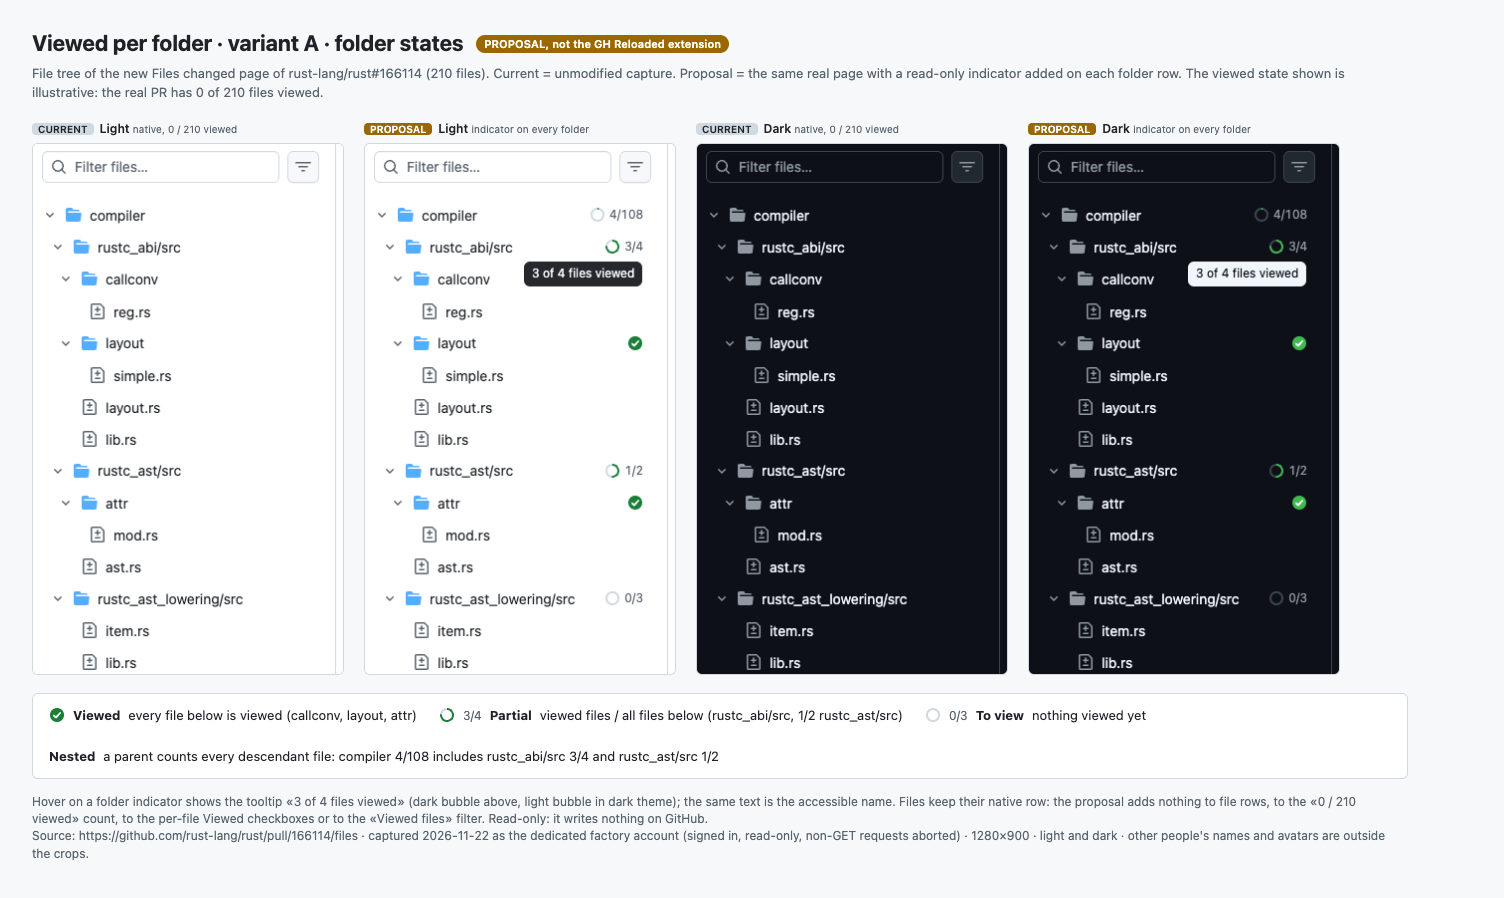 Viewed per folder · variant A · folder states PROPOSAL, not the GH Reloaded extension
File tree of the new Files changed page of rust-lang/rust#166114 (210 files). Current = unmodified capture. Proposal = the same real page with a read-only indicator added on each folder row. The viewed state shown is
illustrative: the real PR has 0 of 210 files viewed.
CURRENT Light native, 0 / 210 viewed
Filter files...
compiler
rustc_abi/src
callconv
reg.rs
layout
simple.rs
layout.rs
lib.rs
rustc_ast/src
attr
mod.rs
ast.rs
rustc_ast_lowering/src
item.rs
lib.rs
PROPOSAL Light indicator on every folder
Filter files...
compiler 4/108
rustc_abi/src 3/4
callconv 3 of 4 files viewed
reg.rs
layout
simple.rs
layout.rs
lib.rs
rustc_ast/src 1/2
attr
mod.rs
ast.rs
rustc_ast_lowering/src 0/3
item.rs
lib.rs
CURRENT Dark native, 0 / 210 viewed
Filter files...
compiler
rustc_abi/src
callconv
reg.rs
layout
simple.rs
layout.rs
lib.rs
rustc_ast/src
attr
mod.rs
ast.rs
rustc_ast_lowering/src
item.rs
lib.rs
PROPOSAL Dark indicator on every folder
Filter files...
compiler 4/108
rustc_abi/src 3/4
callconv 3 of 4 files viewed
reg.rs
layout
simple.rs
layout.rs
lib.rs
rustc_ast/src 1/2
attr
mod.rs
ast.rs
rustc_ast_lowering/src 0/3
item.rs
lib.rs
Viewed every file below is viewed (callconv, layout, attr) 3/4 Partial viewed files / all files below (rustc_abi/src, 1/2 rustc_ast/src) 0/3 To view nothing viewed yet
Nested a parent counts every descendant file: compiler 4/108 includes rustc_abi/src 3/4 and rustc_ast/src 1/2
Hover on a folder indicator shows the tooltip «3 of 4 files viewed» (dark bubble above, light bubble in dark theme); the same text is the accessible name. Files keep their native row: the proposal adds nothing to file rows, to the «0 / 210
viewed» count, to the per-file Viewed checkboxes or to the «Viewed files» filter. Read-only: it writes nothing on GitHub.
Source: https://github.com/rust-lang/rust/pull/166114/files · captured 2026-11-22 as the dedicated factory account (signed in, read-only, non-GET requests aborted) · 1280×900 · light and dark · other people's names and avatars are outside
the crops.